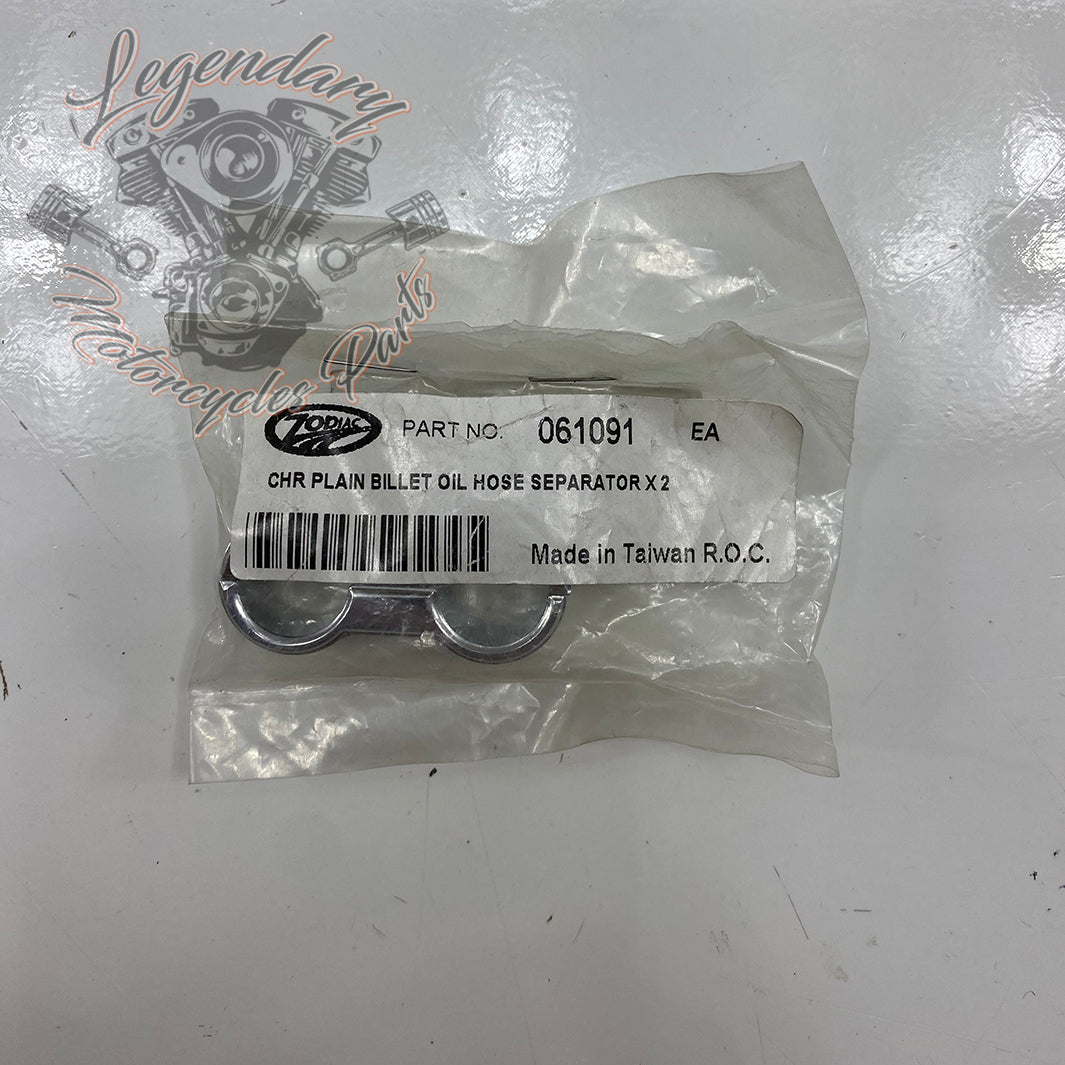 Legendary
Motorcycles Parts
ZODIAC PART NO. 061091 EA
CHR PLAIN BILLET OIL HOSE SEPARATOR X 2
Made in Taiwan R.O.C.